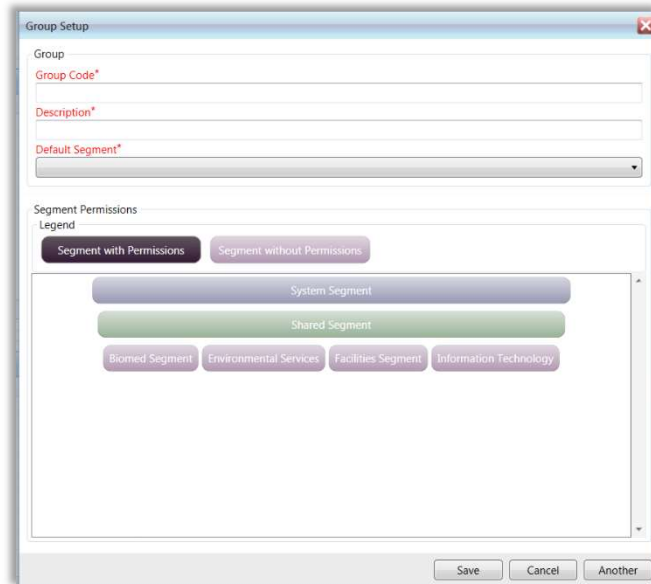 Group Setup
Group
Group Code*
Description*
Default Segment*
Segment Permissions
Legend
Segment with Permissions Segment without Permissions
System Segment
Shared Segment
Biomed Segment Environmental Services Facilities Segment Information Technology
Save Cancel Another